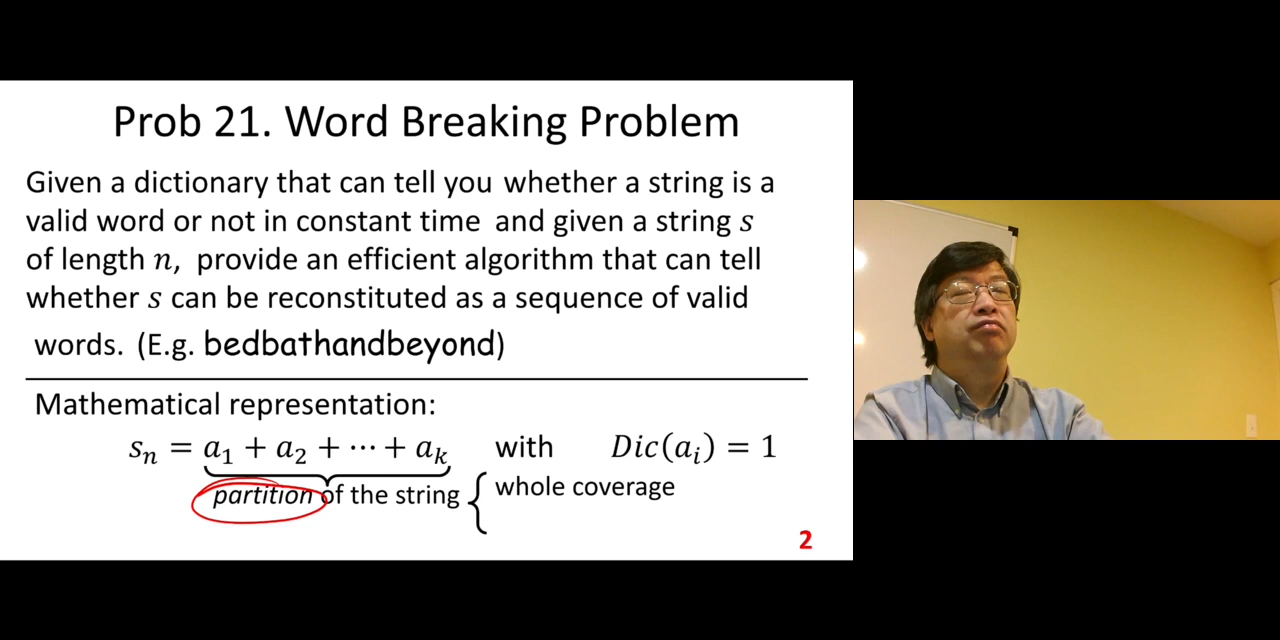 Prob 21. Word Breaking Problem
Given a dictionary that can tell you whether a string is a
valid word or not in constant time and given a string s
of length n, provide an efficient algorithm that can tell
whether s can be reconstituted as a sequence of valid
words. (E.g. bedbathandbeyond)
Mathematical representation:
sₙ = a₁ + a₂ + ⋯ + aₖ with Dic(aᵢ) = 1
partition of the string { whole coverage
2